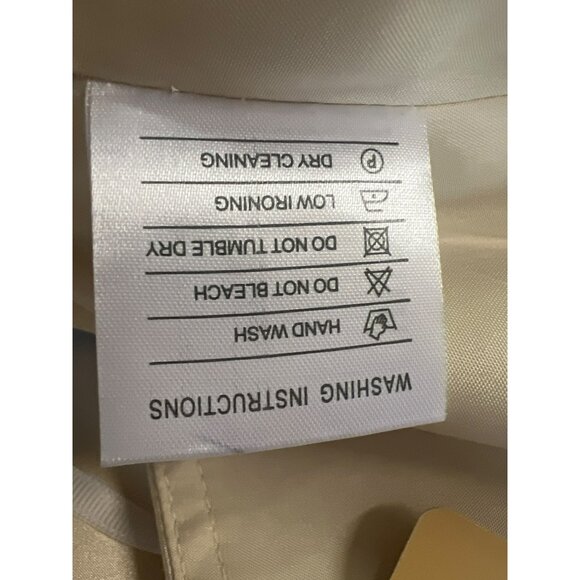 WASHING INSTRUCTIONS
HAND WASH
DO NOT BLEACH
DO NOT TUMBLE DRY
LOW IRONING
P DRY CLEANING